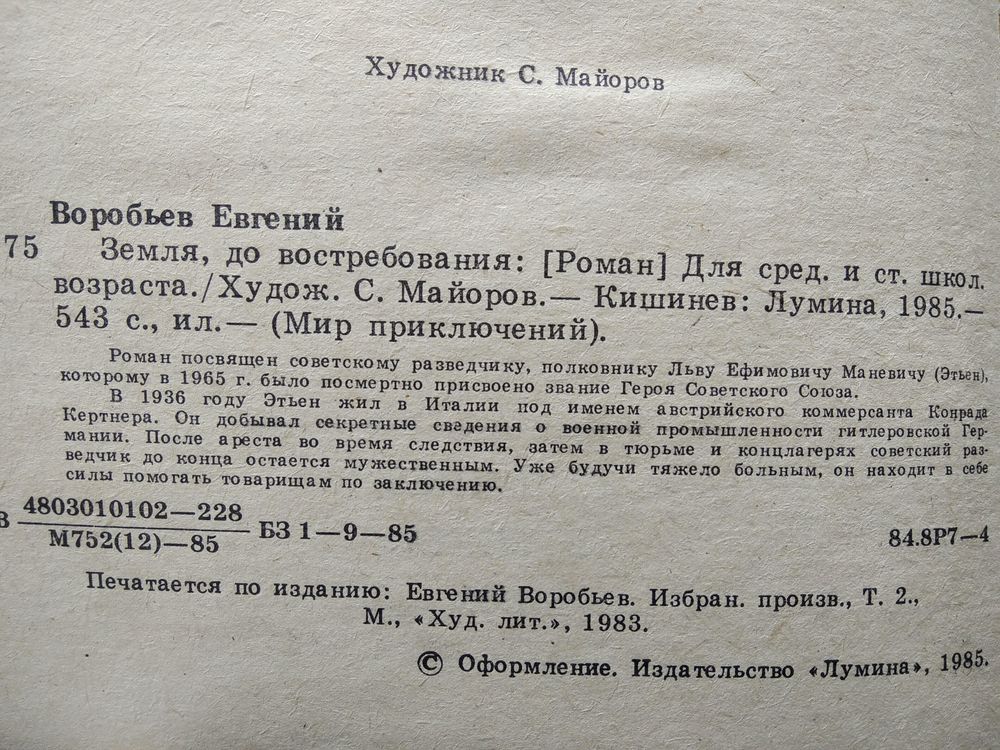 Художник С. Майоров
Воробьев Евгений
75 Земля, до востребования: [Роман] Для сред. и ст. школ.
возраста./Худож. С. Майоров.— Кишинев: Лумина, 1985.—
543 с., ил.— (Мир приключений).
Роман посвящен советскому разведчику, полковнику Льву Ефимовичу Маневичу (Этьен),
которому в 1965 г. было посмертно присвоено звание Героя Советского Союза.
В 1936 году Этьен жил в Италии под именем австрийского коммерсанта Конрада
Кертнера. Он добывал секретные сведения о военной промышленности гитлеровской Гер-
мании. После ареста во время следствия, затем в тюрьме и концлагерях советский раз-
ведчик до конца остается мужественным. Уже будучи тяжело больным, он находит в себе
силы помогать товарищам по заключению.
В 4803010102—228
М752(12)—85
БЗ 1—9—85
84.8Р7—4
Печатается по изданию: Евгений Воробьев. Избран. произв., Т. 2.,
М., «Худ. лит.», 1983.
© Оформление. Издательство «Лумина», 1985.